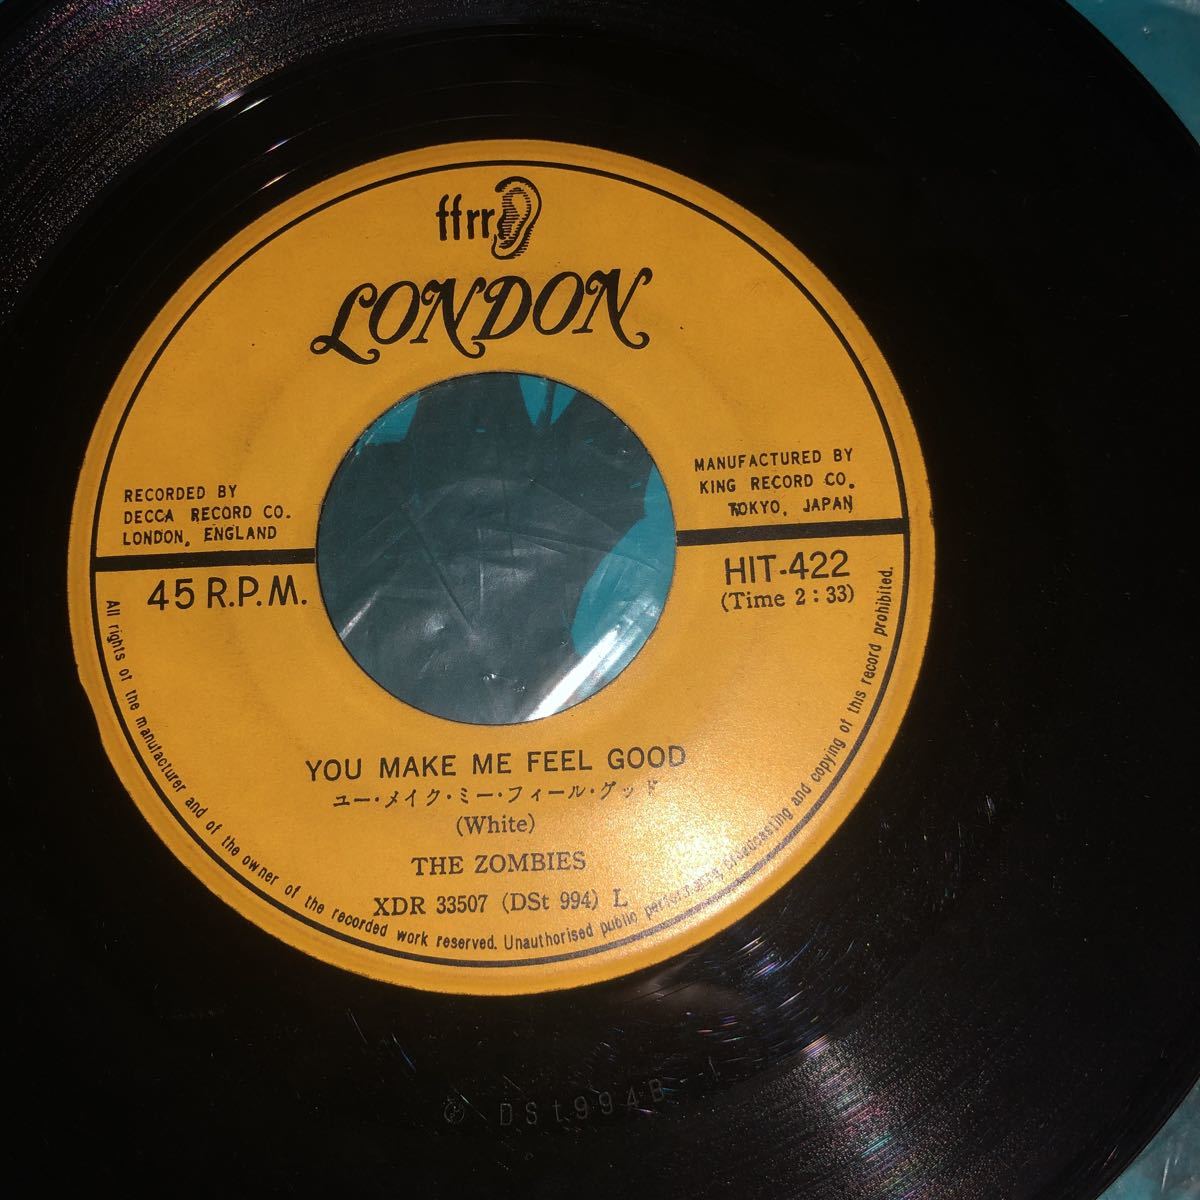 ffrr
LONDON
RECORDED BY
DECCA RECORD CO.
LONDON, ENGLAND
MANUFACTURED BY
KING RECORD CO.
TOKYO, JAPAN
45 R.P.M.
HIT-422
(Time 2:33)
YOU MAKE ME FEEL GOOD
ユー・メイク・ミー・フィール・グッド
(White)
THE ZOMBIES
XDR 33507 (DSt 994) L
All rights of the manufacturer and of the owner of the recorded work reserved. Unauthorised public performing, broadcasting and copying of this record prohibited.
DSt994B-1